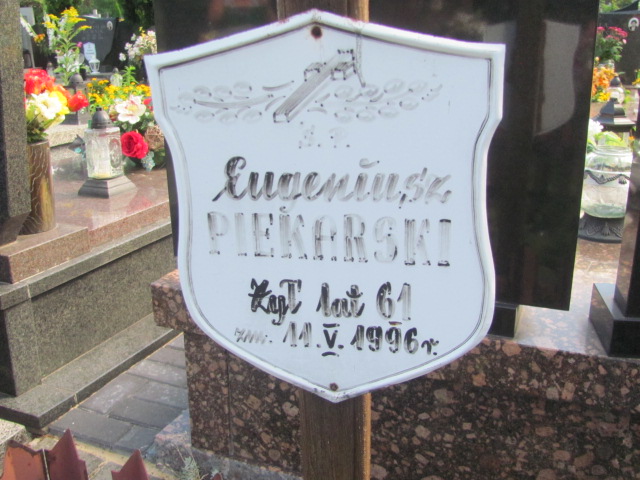 Ś. P.
Eugeniusz
PIEKARSKI
Żył lat 61
zm. 11.V.1996 r.